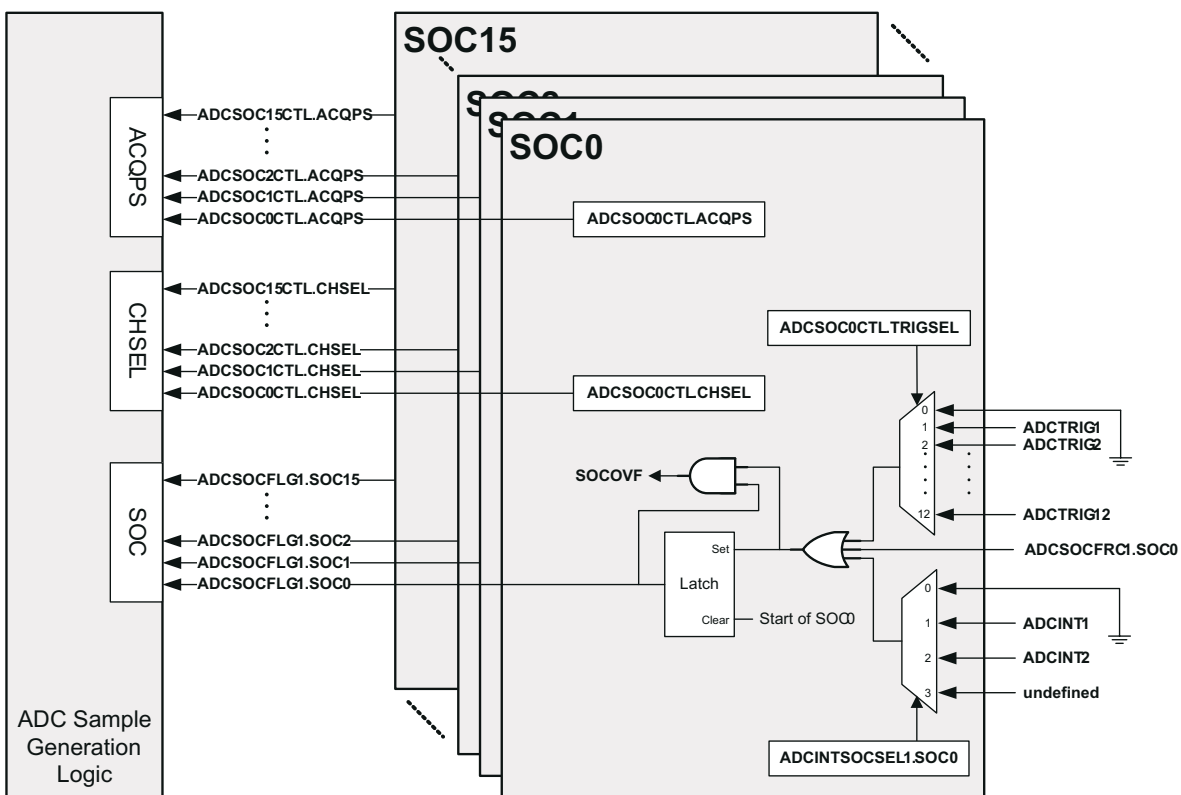 SOC15
SOC2
SOC1
SOC0
ACQPS
ADCSOC15CTL.ACQPS
ADCSOC2CTL.ACQPS
ADCSOC1CTL.ACQPS
ADCSOC0CTL.ACQPS
ADCSOC0CTL.ACQPS
CHSEL
ADCSOC15CTL.CHSEL
ADCSOC2CTL.CHSEL
ADCSOC1CTL.CHSEL
ADCSOC0CTL.CHSEL
ADCSOC0CTL.CHSEL
ADCSOC0CTL.TRIGSEL
0
1
2
12
ADCTRIG1
ADCTRIG2
ADCTRIG12
SOC
ADCSOCFLG1.SOC15
ADCSOCFLG1.SOC2
ADCSOCFLG1.SOC1
ADCSOCFLG1.SOC0
SOCOVF
Set
Latch
Clear
Start of SOC0
ADCSOCFRC1.SOC0
0
1
2
3
ADCINT1
ADCINT2
undefined
ADCINTSOCSEL1.SOC0
ADC Sample
Generation
Logic